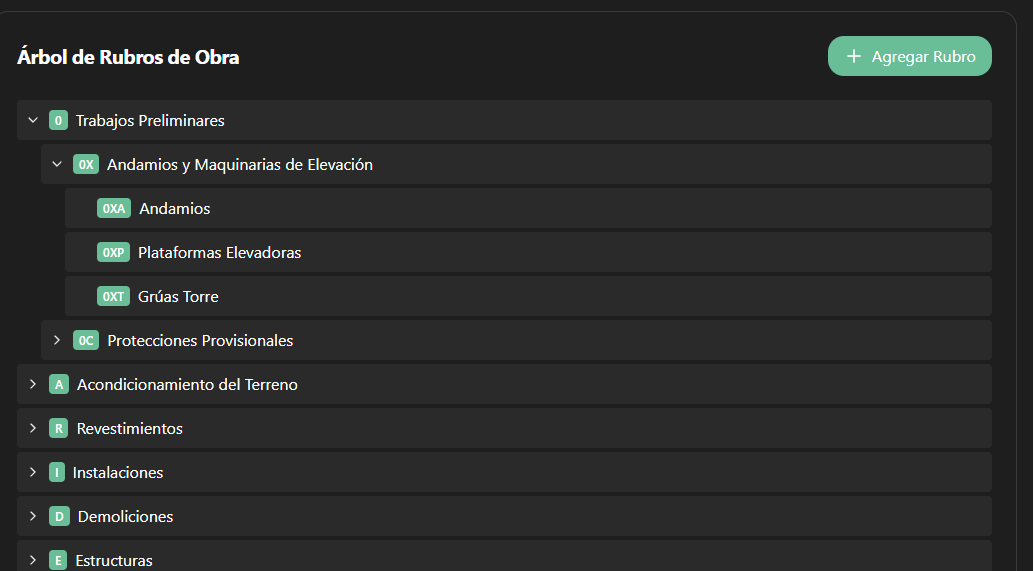 Árbol de Rubros de Obra
+ Agregar Rubro
0 Trabajos Preliminares
0X Andamios y Maquinarias de Elevación
0XA Andamios
0XP Plataformas Elevadoras
0XT Grúas Torre
0C Protecciones Provisionales
A Acondicionamiento del Terreno
R Revestimientos
I Instalaciones
D Demoliciones
E Estructuras